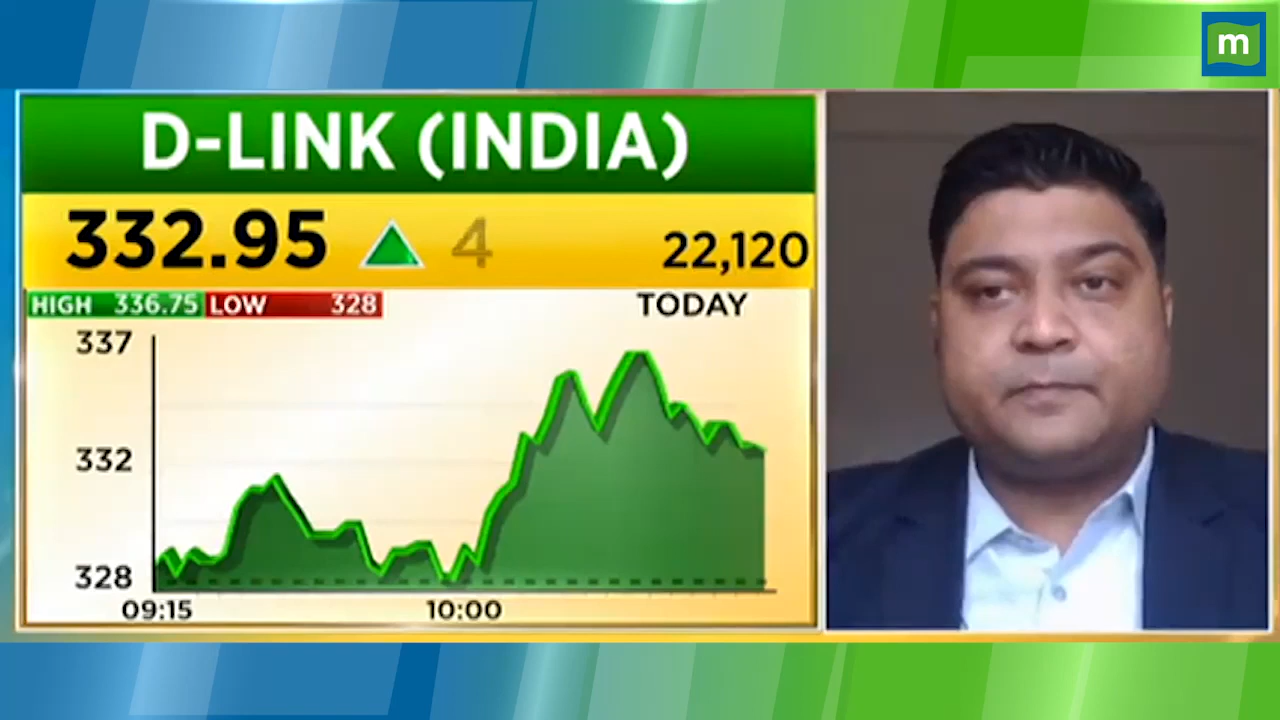 m
D-LINK (INDIA)
332.95 ▲ 4 22,120
HIGH 336.75 LOW 328 TODAY
337
332
328
09:15 10:00